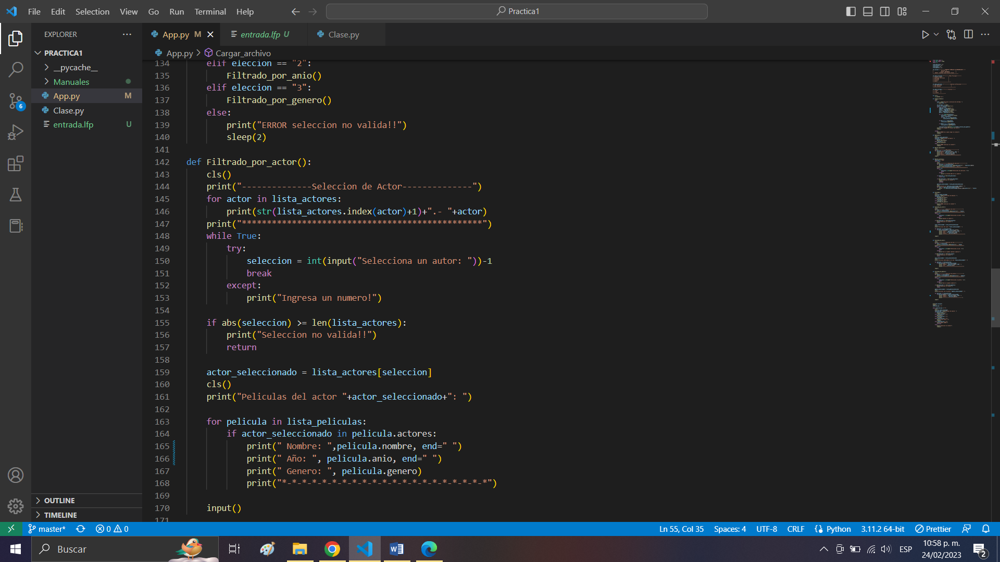 File Edit Selection View Go Run Terminal Help
Practica1
EXPLORER
App.py M
entrada.lfp U
Clase.py
PRACTICA1
__pycache__
Manuales
App.py M
Clase.py
entrada.lfp U
OUTLINE
TIMELINE
App.py > Cargar_archivo
134 elif eleccion == "2":
135 Filtrado_por_anio()
136 elif eleccion == "3":
137 Filtrado_por_genero()
138 else:
139 print("ERROR seleccion no valida!!")
140 sleep(2)
141
142 def Filtrado_por_actor():
143 cls()
144 print("--------------Seleccion de Actor--------------")
145 for actor in lista_actores:
146 print(str(lista_actores.index(actor)+1)+".- "+actor)
147 print("************************************************")
148 while True:
149 try:
150 seleccion = int(input("Selecciona un autor: "))-1
151 break
152 except:
153 print("Ingresa un numero!")
154
155 if abs(seleccion) >= len(lista_actores):
156 print("Seleccion no valida!!")
157 return
158
159 actor_seleccionado = lista_actores[seleccion]
160 cls()
161 print("Peliculas del actor "+actor_seleccionado+": ")
162
163 for pelicula in lista_peliculas:
164 if actor_seleccionado in pelicula.actores:
165 print(" Nombre: ",pelicula.nombre, end=" ")
166 print(" Año: ", pelicula.anio, end=" ")
167 print(" Genero: ", pelicula.genero)
168 print("*-*-*-*-*-*-*-*-*-*-*-*-*-*-*-*-*-*-*-*-*")
169
170 input()
171
6
master* 0 0 Ln 55, Col 35 Spaces: 4 UTF-8 CRLF Python 3.11.2 64-bit Prettier
Buscar
ESP
10:58 p. m.
24/02/2023
2